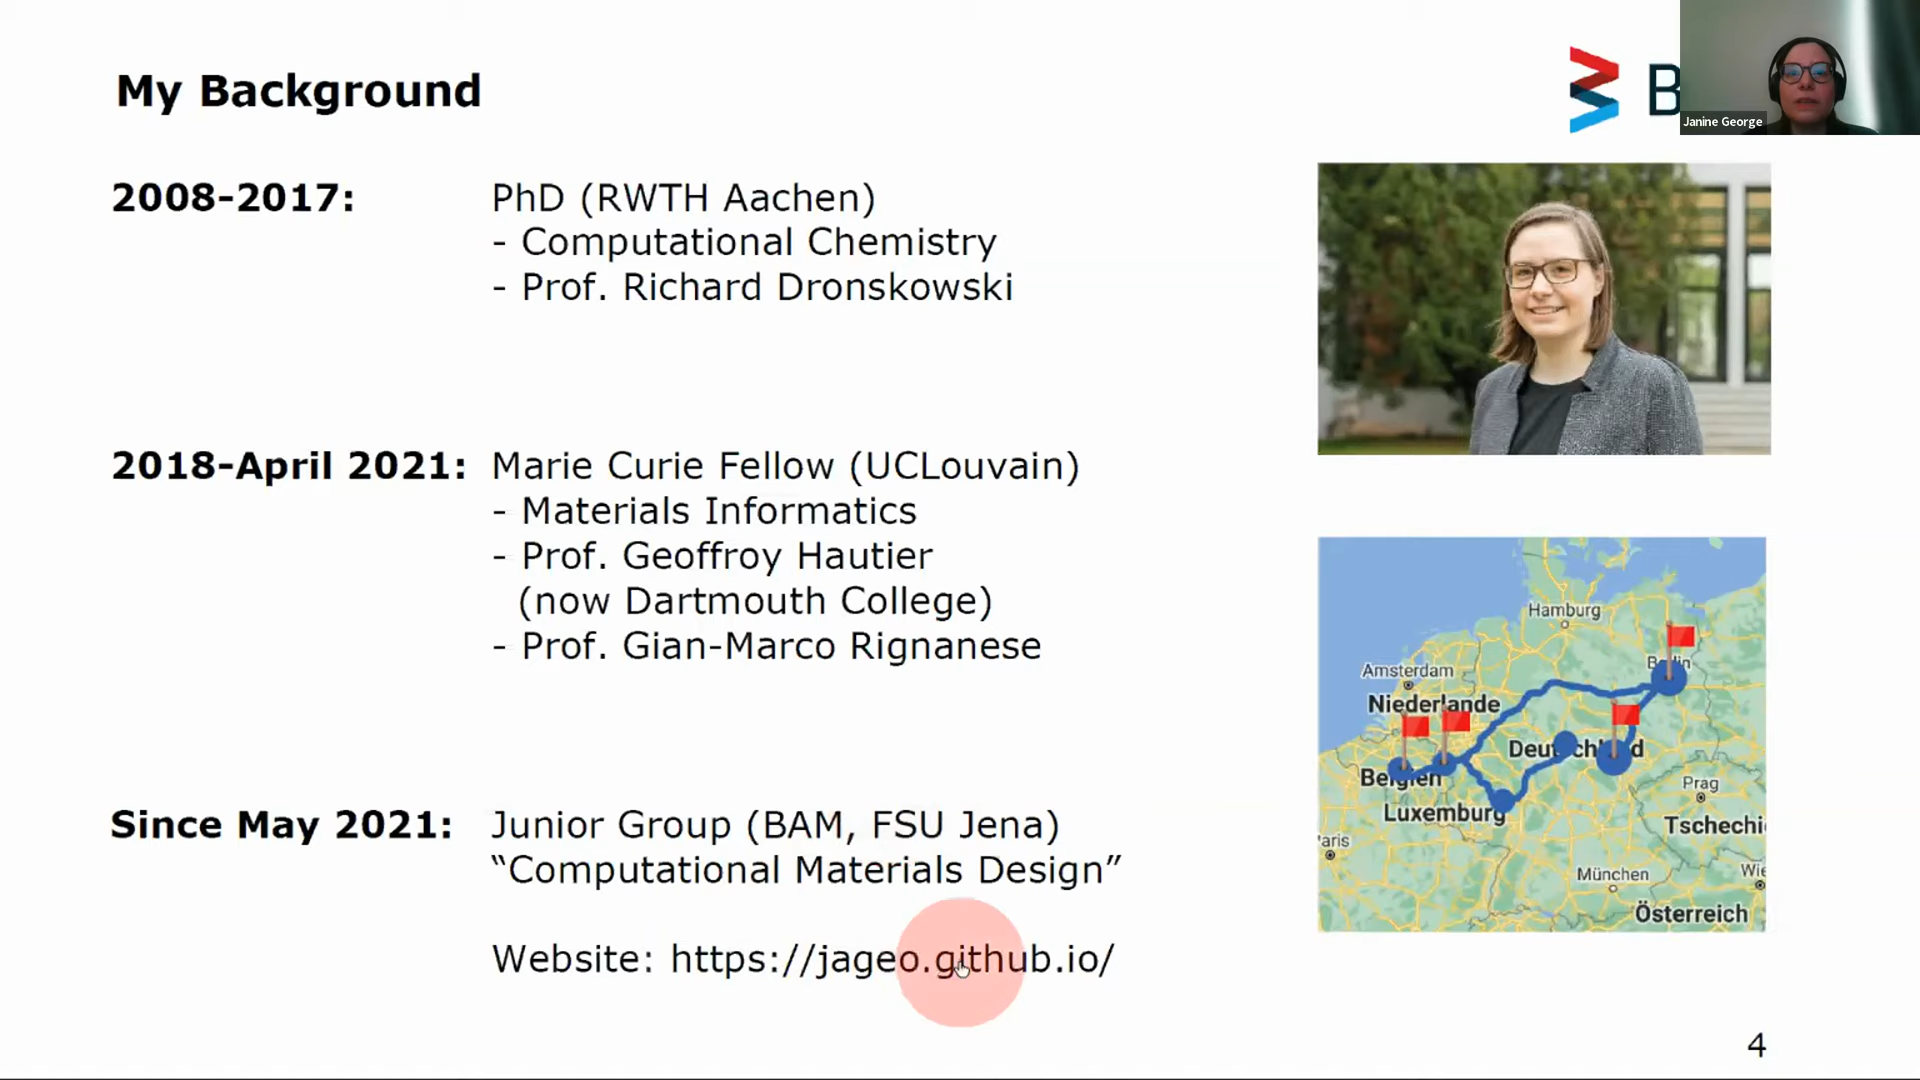 My Background
B
Janine George
2008-2017: PhD (RWTH Aachen)
- Computational Chemistry
- Prof. Richard Dronskowski
2018-April 2021: Marie Curie Fellow (UCLouvain)
- Materials Informatics
- Prof. Geoffroy Hautier
(now Dartmouth College)
- Prof. Gian-Marco Rignanese
Since May 2021: Junior Group (BAM, FSU Jena)
“Computational Materials Design”
Website: https://jageo.github.io/
Hamburg
Amsterdam
Niederlande
Deutschland
Belgien
Luxemburg
Prag
Tschechi
aris
München
Wie
Österreich
4